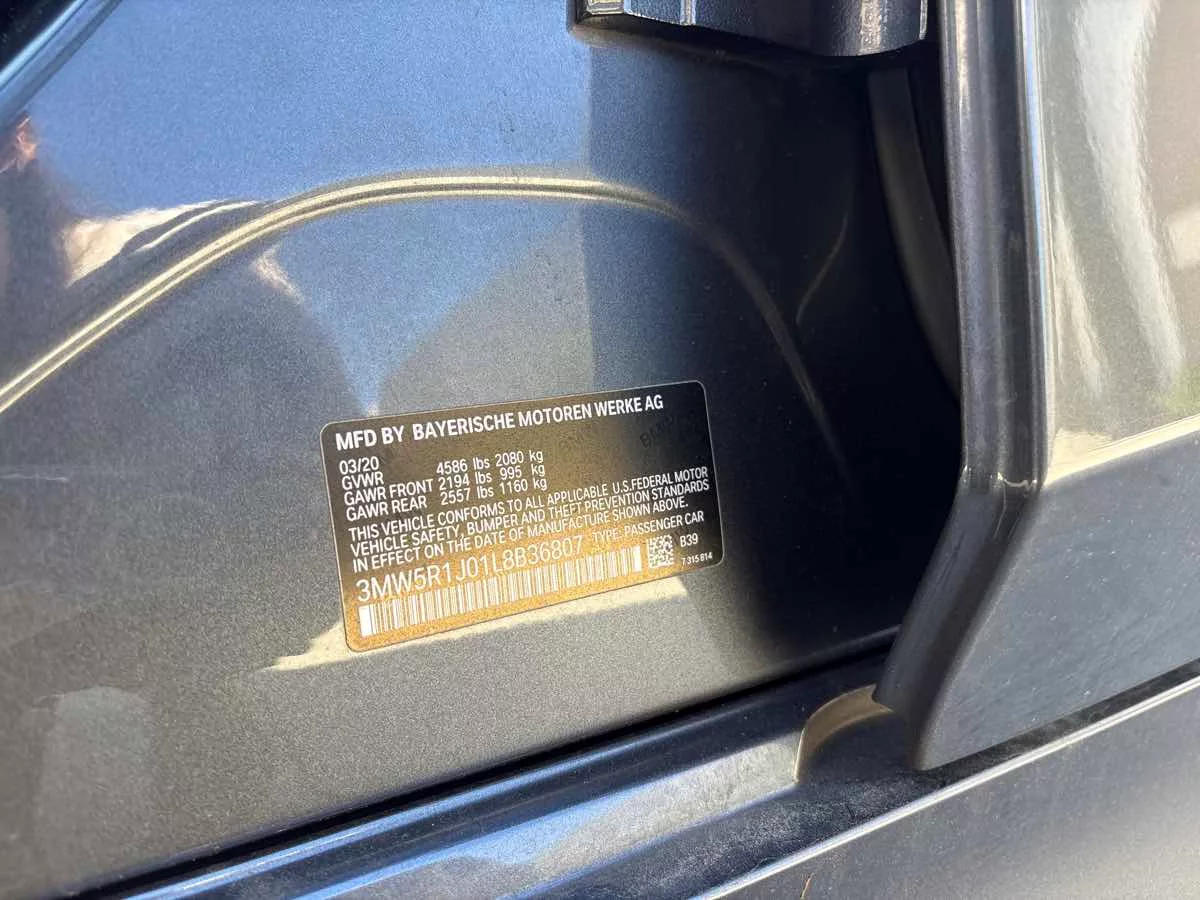 MFD BY BAYERISCHE MOTOREN WERKE AG
03/20
GVWR 4586 lbs 2080 kg
GAWR FRONT 2194 lbs 995 kg
GAWR REAR 2557 lbs 1160 kg
THIS VEHICLE CONFORMS TO ALL APPLICABLE U.S.FEDERAL MOTOR
VEHICLE SAFETY, BUMPER AND THEFT PREVENTION STANDARDS
IN EFFECT ON THE DATE OF MANUFACTURE SHOWN ABOVE.
3MW5R1J01L8B36807 TYPE: PASSENGER CAR
B39
7 315 814